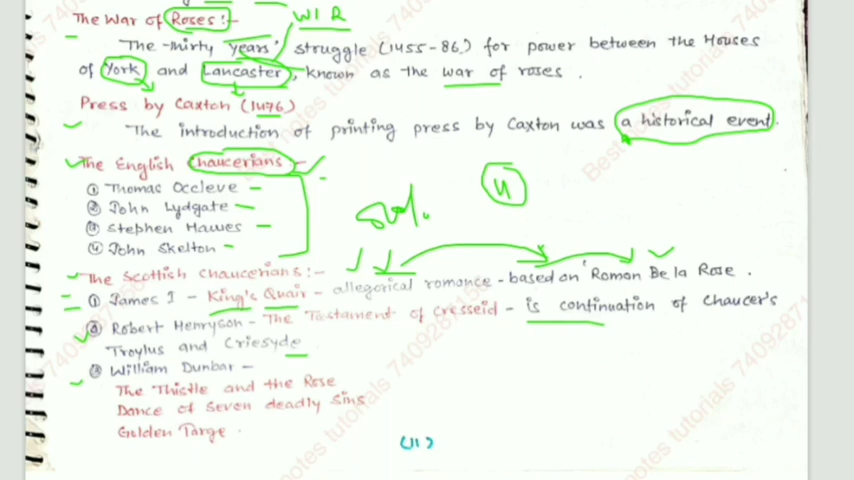 The War of Roses :-
WIR
The thirty years' struggle (1455-86) for power between the Houses
of York and Lancaster, known as the war of roses.
Press by Caxton (1476)
The introduction of printing press by Caxton was a historical event.
The English Chaucerians -
① Thomas Occleve -
② John Lydgate -
③ Stephen Hawes -
④ John Skelton -
4
The Scottish Chaucerians :-
① James I - King's Quair - allegorical romance - based on 'Roman De la Rose.
② Robert Henryson - The Testament of Cresseid - is continuation of Chaucer's
Troylus and Criesyde
③ William Dunbar -
The Thistle and the Rose
Dance of Seven deadly Sins
Golden Targe
(11)